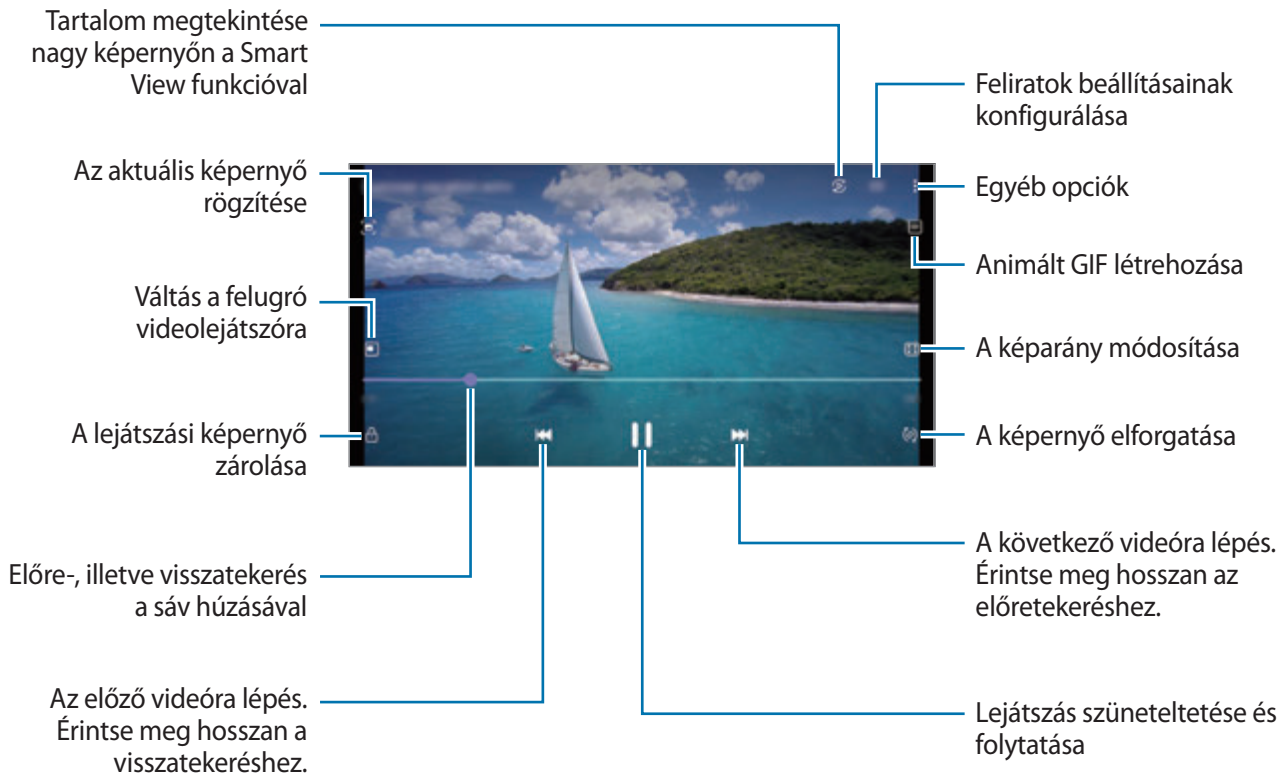 Tartalom megtekintése
nagy képernyőn a Smart
View funkcióval
Az aktuális képernyő
rögzítése
Váltás a felugró
videolejátszóra
A lejátszási képernyő
zárolása
Előre-, illetve visszatekerés
a sáv húzásával
Az előző videóra lépés.
Érintse meg hosszan a
visszatekeréshez.
Feliratok beállításainak
konfigurálása
Egyéb opciók
Animált GIF létrehozása
A képarány módosítása
A képernyő elforgatása
A következő videóra lépés.
Érintse meg hosszan az
előretekeréshez.
Lejátszás szüneteltetése és
folytatása